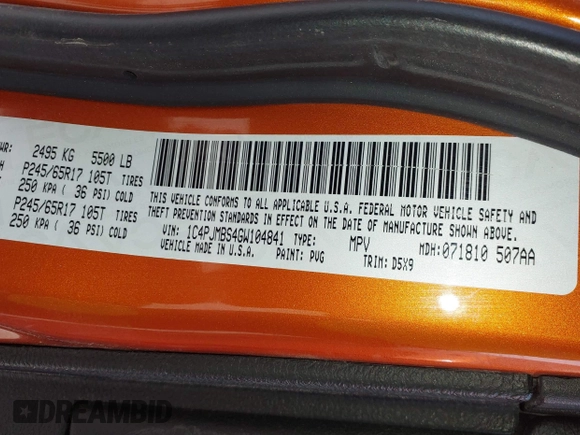 WR: 2495 KG 5500 LB
H P245/65R17 105T TIRES
250 KPA ( 36 PSI) COLD
P245/65R17 105T TIRES
250 KPA ( 36 PSI) COLD
THIS VEHICLE CONFORMS TO ALL APPLICABLE U.S.A. FEDERAL MOTOR VEHICLE SAFETY AND
THEFT PREVENTION STANDARDS IN EFFECT ON THE DATE OF MANUFACTURE SHOWN ABOVE.
VIN: 1C4PJMBS4GW104841 TYPE: MPV MDH:071810 507AA
VEHICLE MADE IN U.S.A. PAINT: PVG TRIM: D5X9
DREAMBID